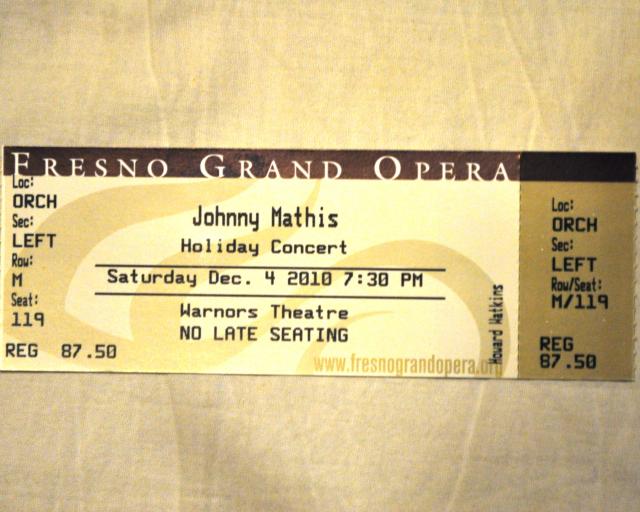 FRESNO GRAND OPERA
Loc:
ORCH
Sec:
LEFT
Row:
M
Seat:
119
REG 87.50
Johnny Mathis
Holiday Concert
Saturday Dec. 4 2010 7:30 PM
Warnors Theatre
NO LATE SEATING
www.fresnograndopera.org
Howard Watkins
Loc:
ORCH
Sec:
LEFT
Row/Seat:
M/119
REG
87.50